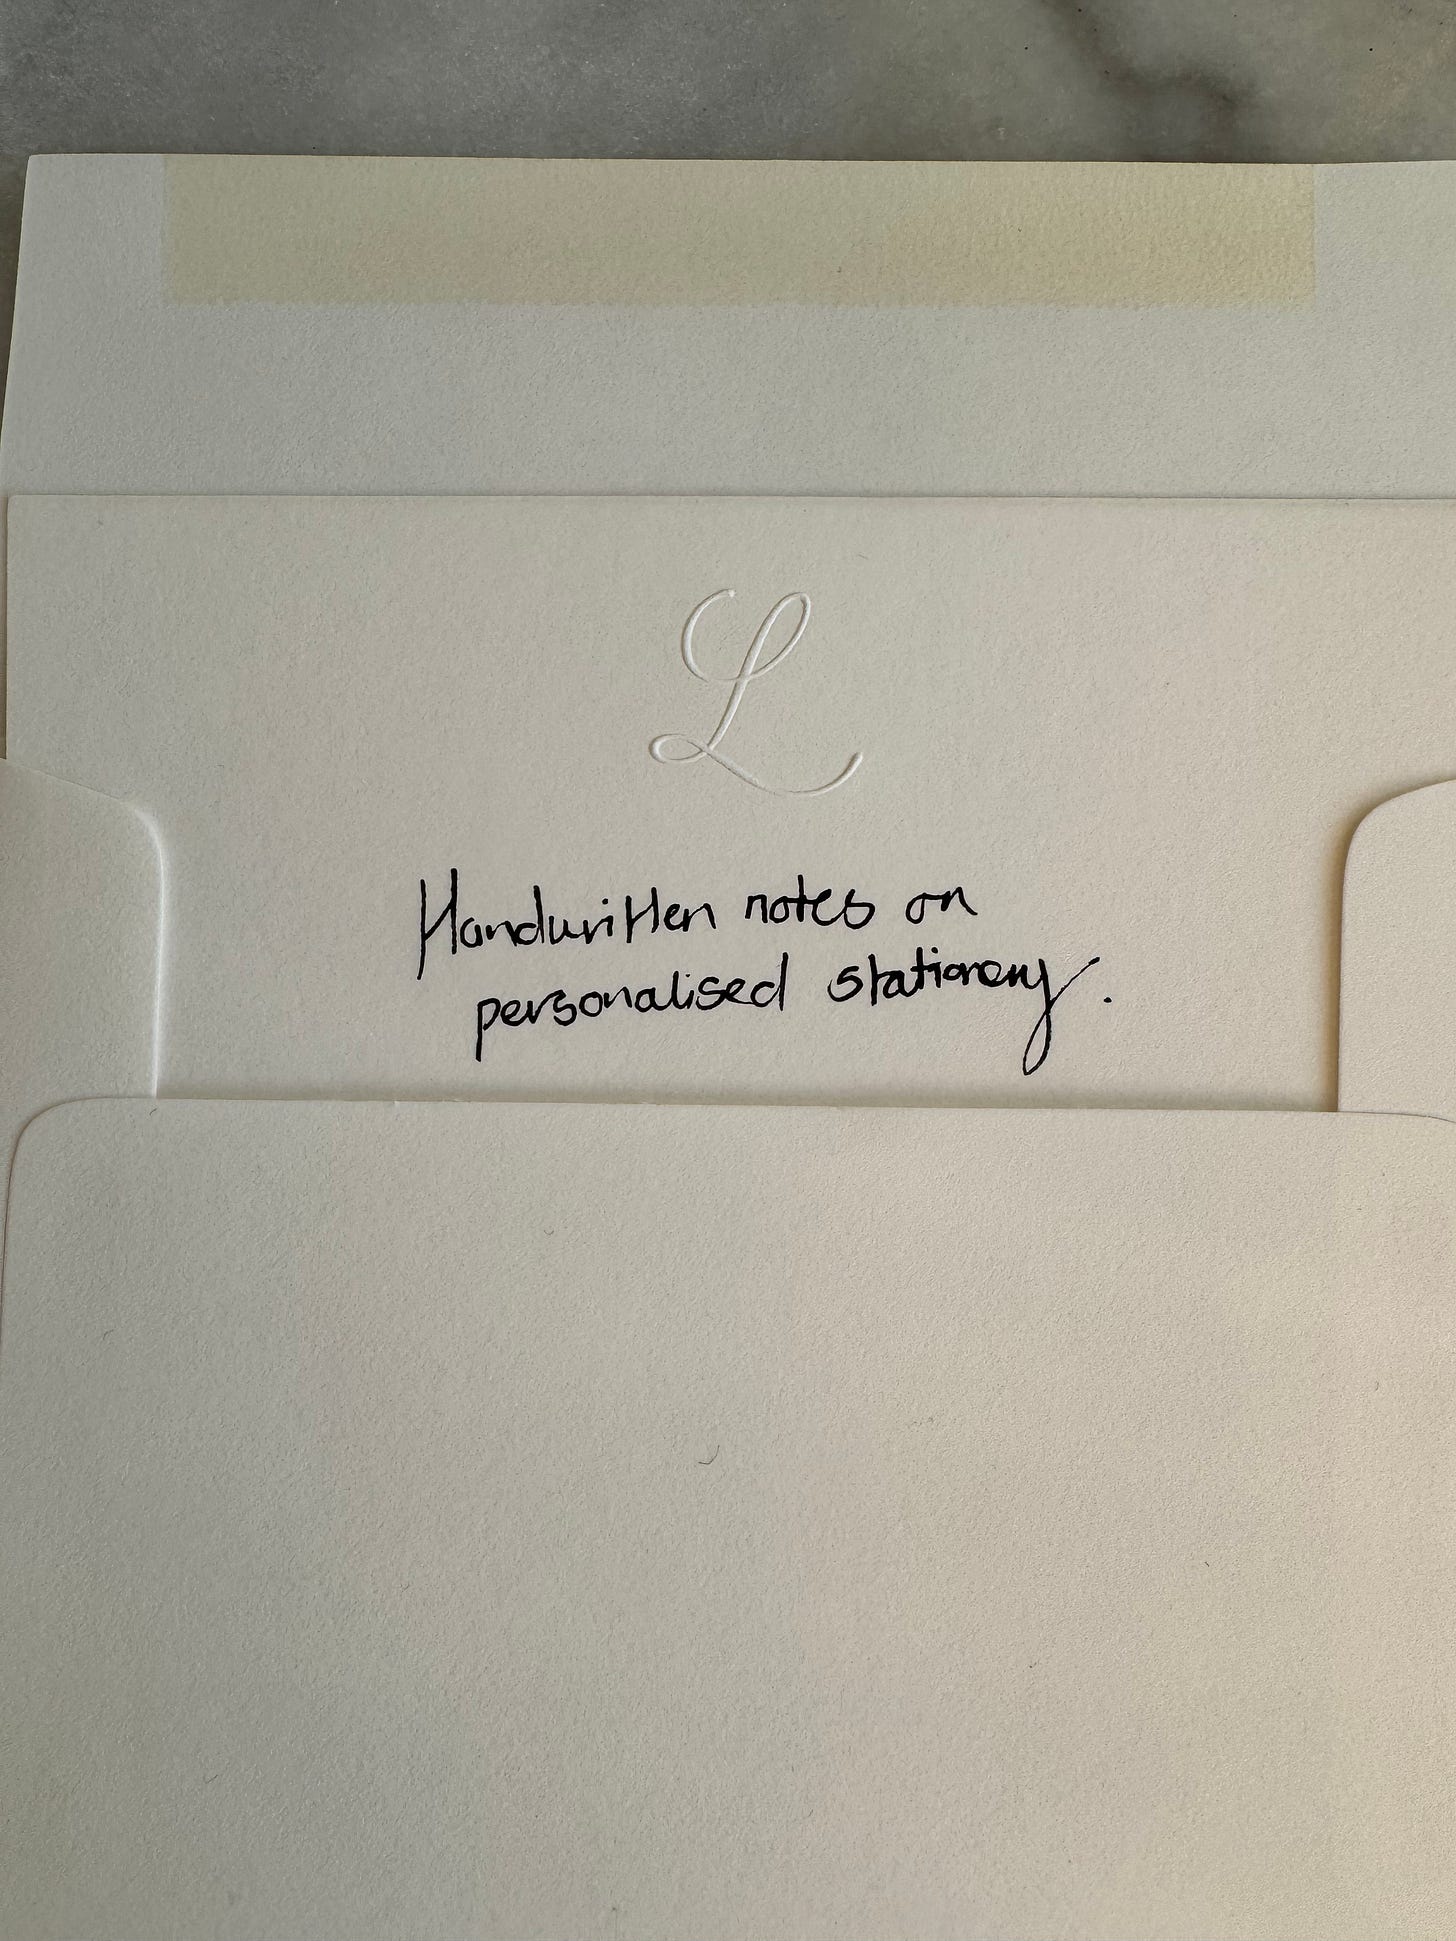 L
Handwritten notes on
personalised stationery.